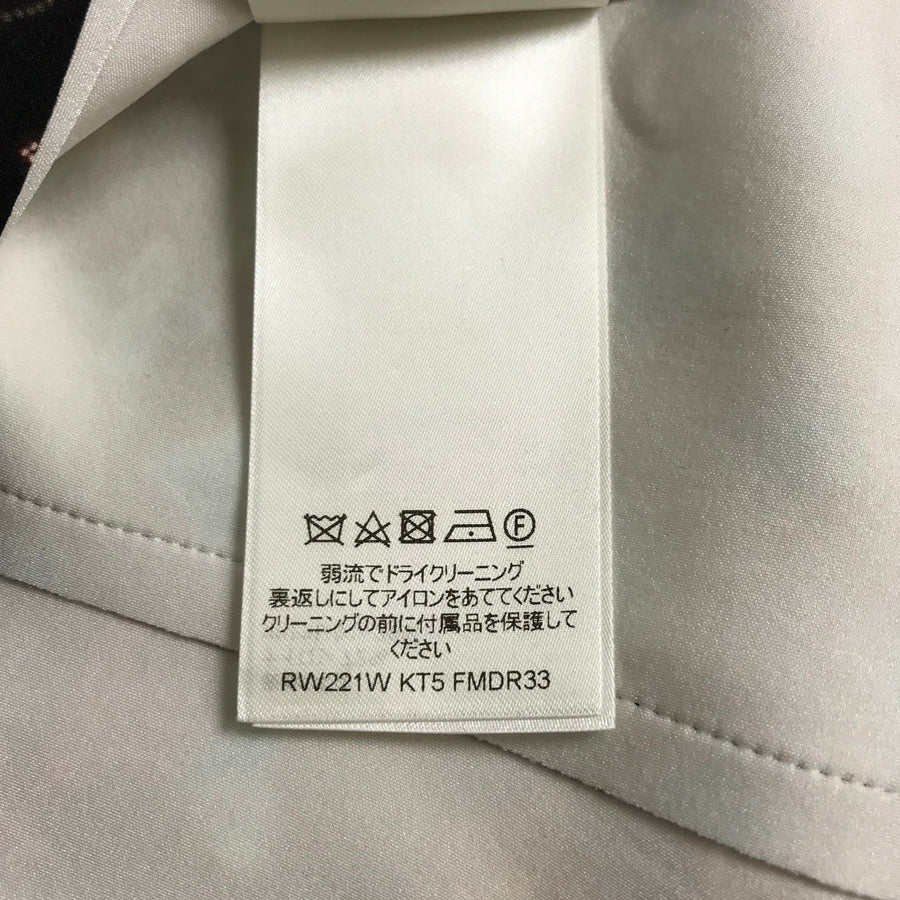 F
弱流でドライクリーニング
裏返しにしてアイロンをあててください
クリーニングの前に付属品を保護して
ください
RW221W KT5 FMDR33